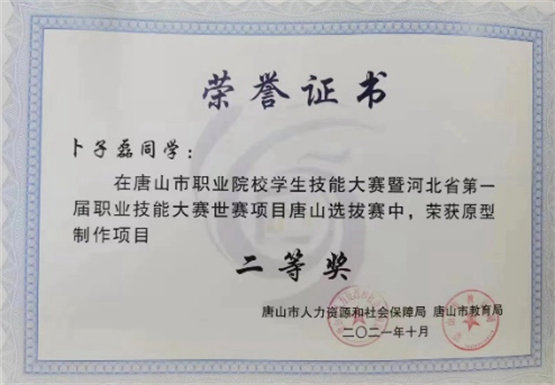 荣誉证书
卜子磊同学：
在唐山市职业院校学生技能大赛暨河北省第一
届职业技能大赛世赛项目唐山选拔赛中，荣获原型
制作项目
二等奖
唐山市人力资源和社会保障局 唐山市教育局
二〇二一年十月